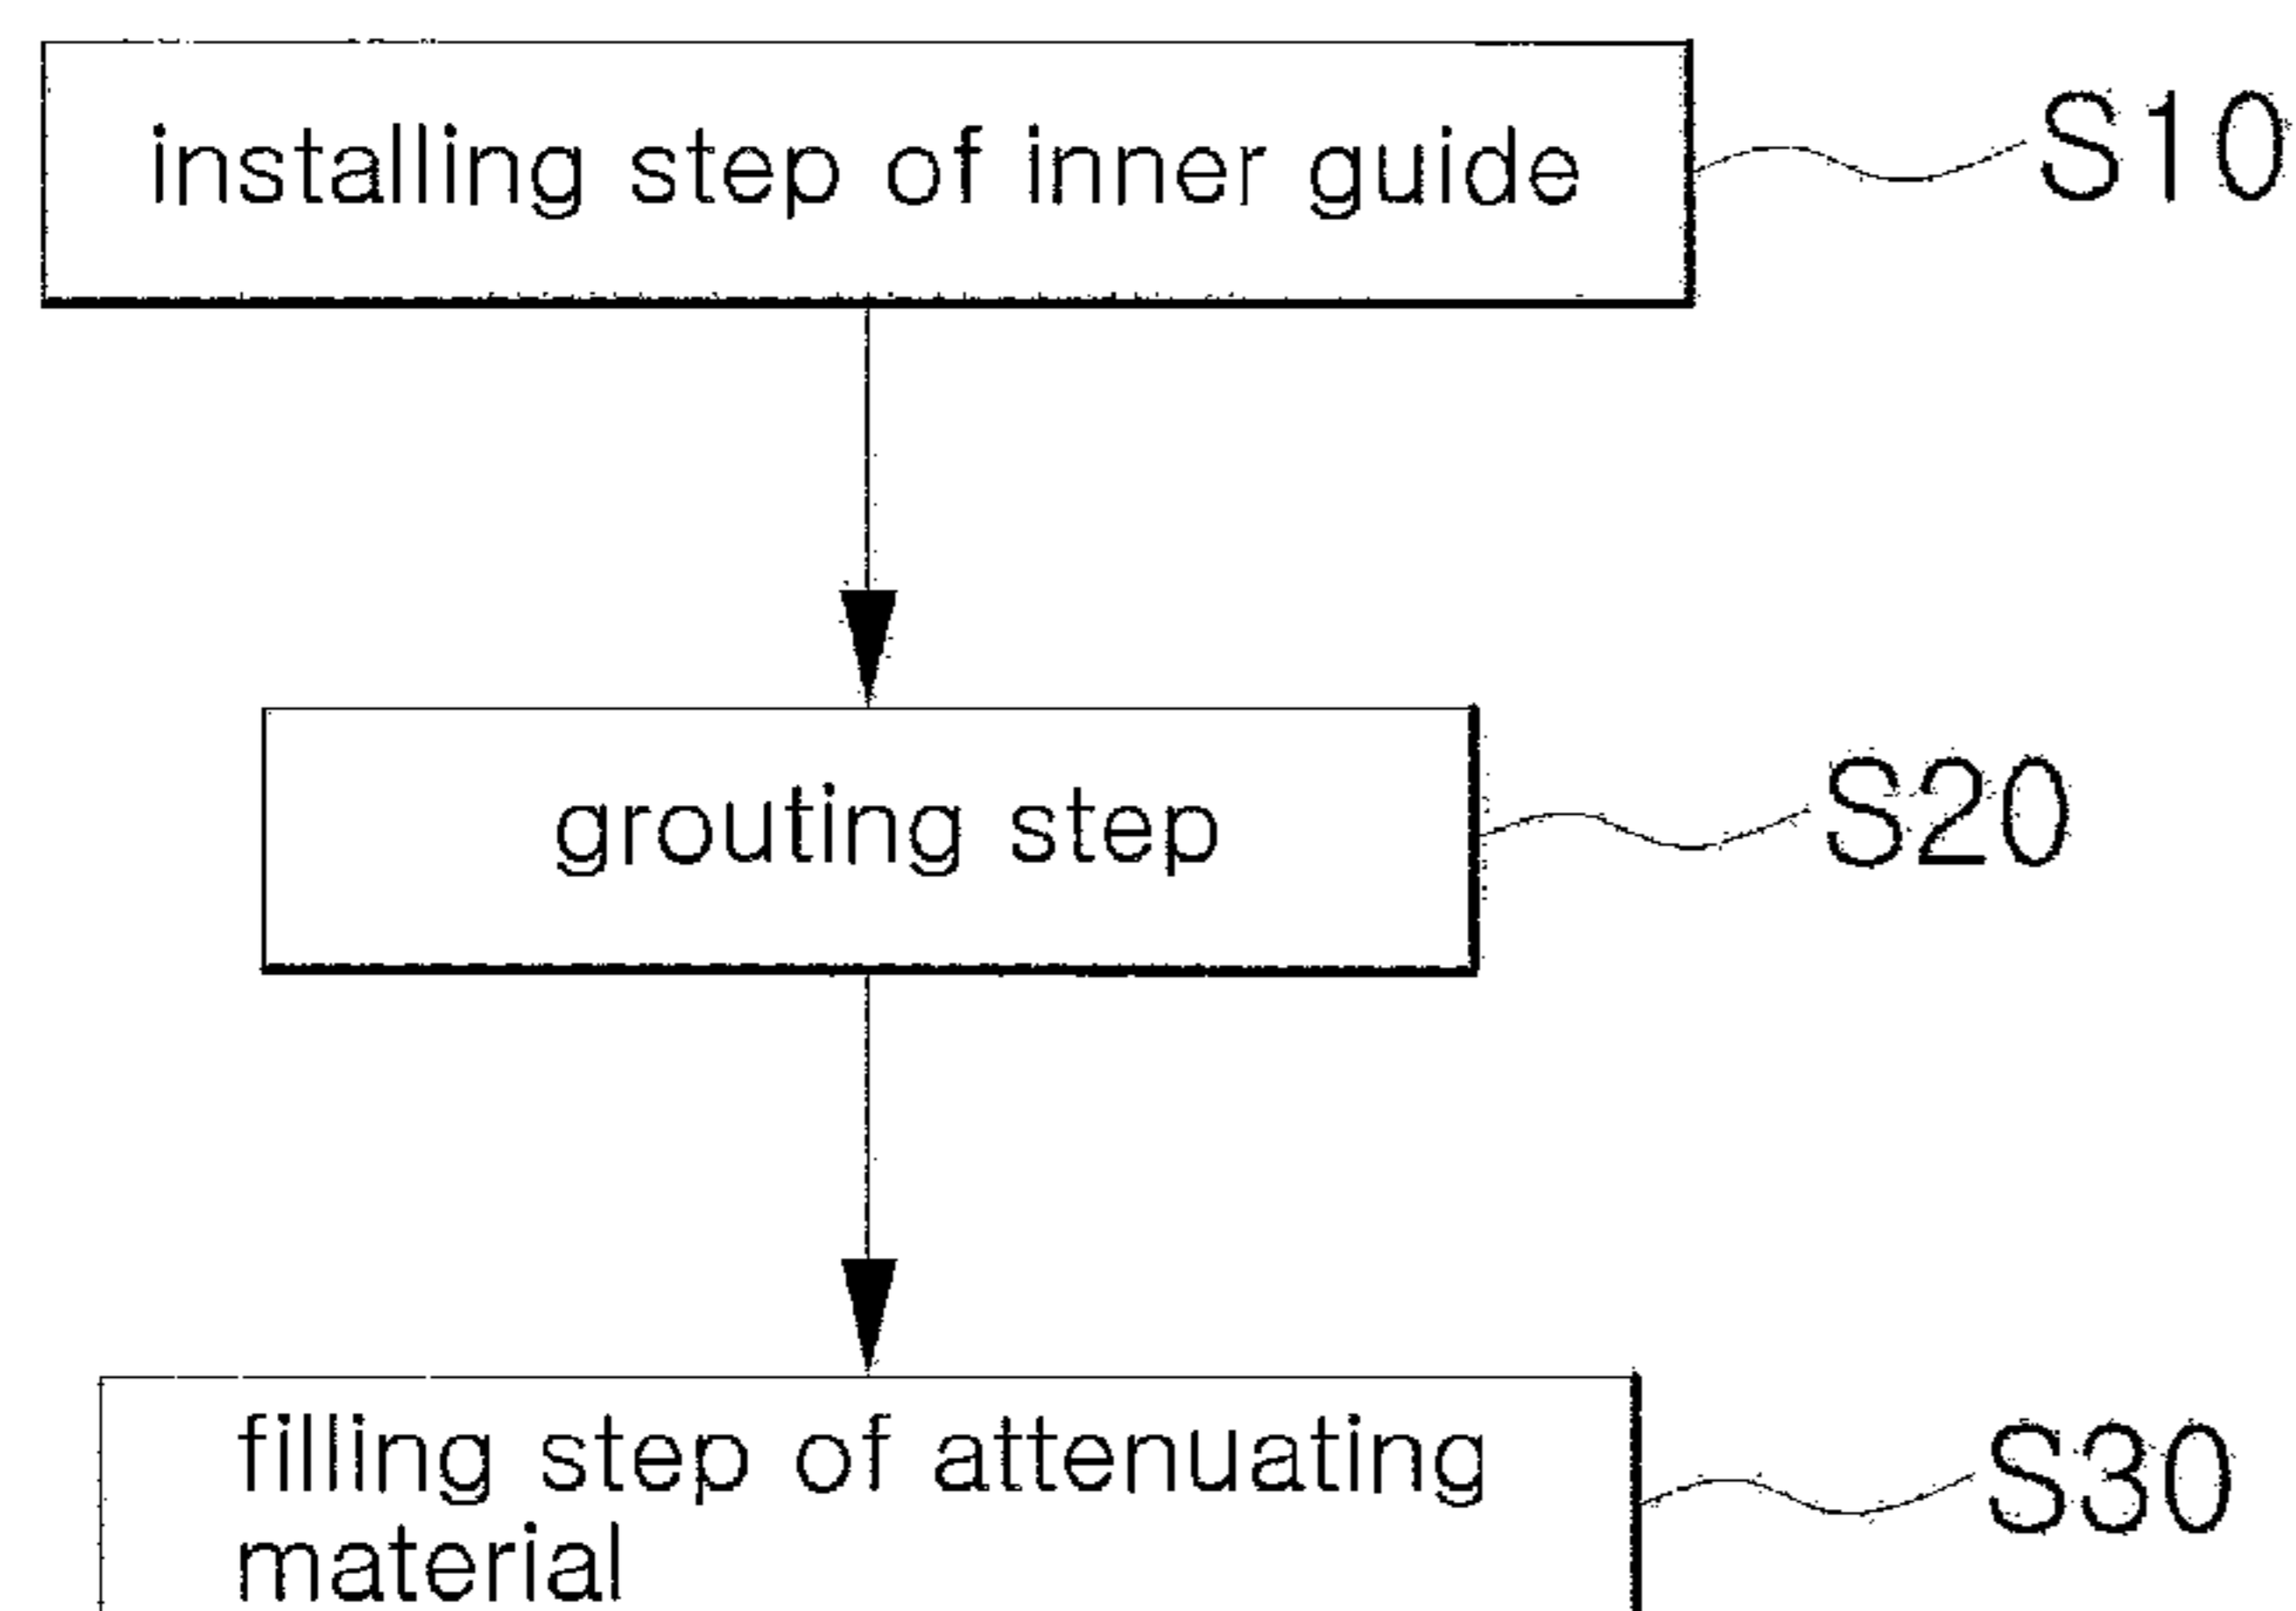 installing step of inner guide S10
grouting step S20
filling step of attenuating S30
material